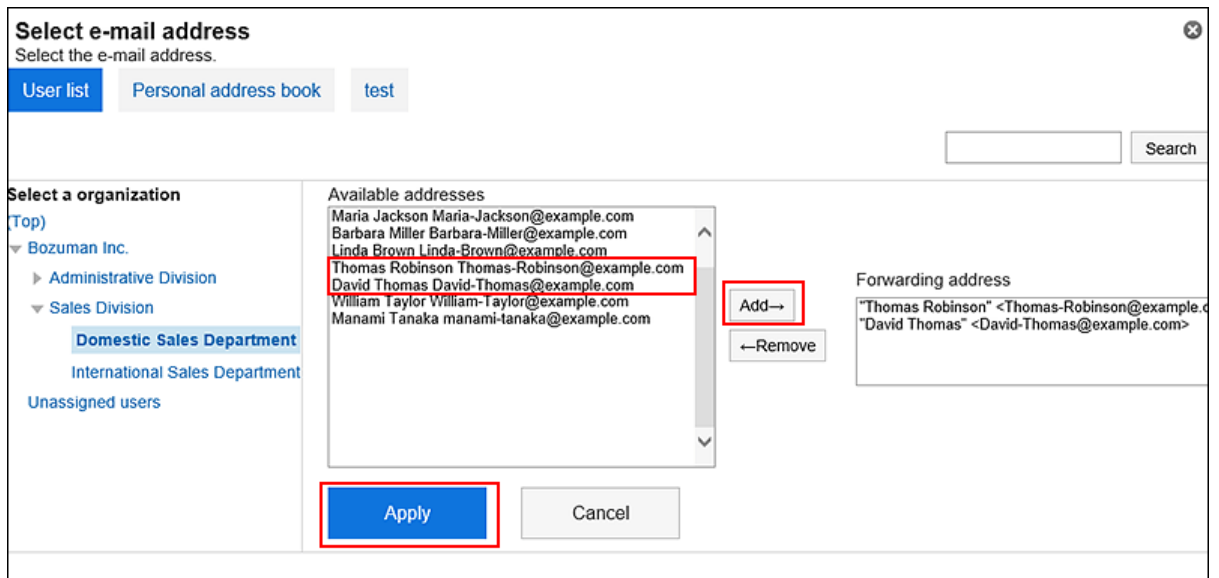 Select e-mail address
Select the e-mail address.
User list
Personal address book
test
Search
Select a organization
(Top)
Bozuman Inc.
Administrative Division
Sales Division
Domestic Sales Department
International Sales Department
Unassigned users
Available addresses
Maria Jackson Maria-Jackson@example.com
Barbara Miller Barbara-Miller@example.com
Linda Brown Linda-Brown@example.com
Thomas Robinson Thomas-Robinson@example.com
David Thomas David-Thomas@example.com
William Taylor William-Taylor@example.com
Manami Tanaka manami-tanaka@example.com
Add→
←Remove
Forwarding address
"Thomas Robinson" <Thomas-Robinson@example.c
"David Thomas" <David-Thomas@example.com>
Apply
Cancel